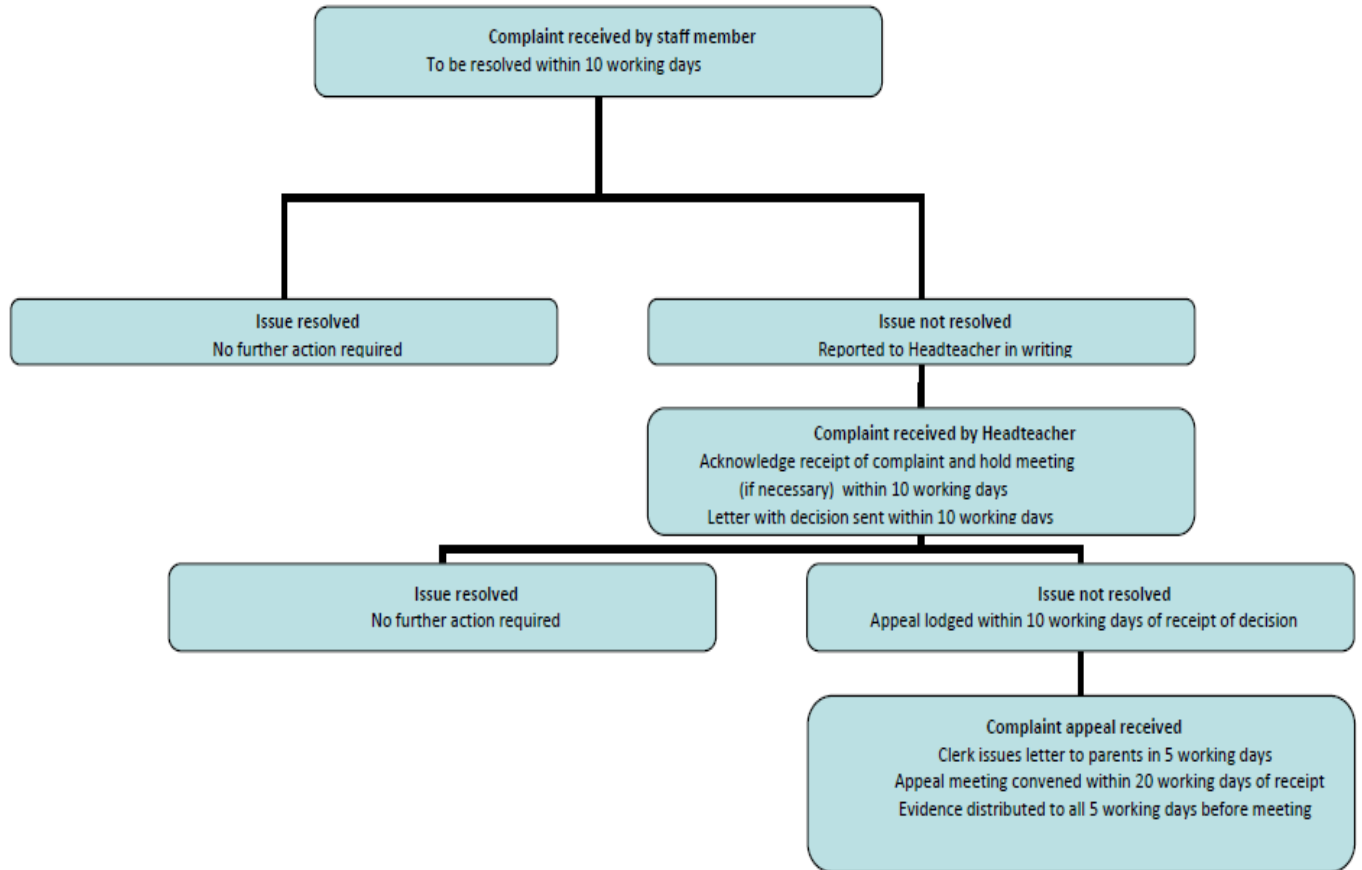 Complaint received by staff member
To be resolved within 10 working days
Issue resolved
No further action required
Issue not resolved
Reported to Headteacher in writing
Complaint received by Headteacher
Acknowledge receipt of complaint and hold meeting
(if necessary) within 10 working days
Letter with decision sent within 10 working days
Issue resolved
No further action required
Issue not resolved
Appeal lodged within 10 working days of receipt of decision
Complaint appeal received
Clerk issues letter to parents in 5 working days
Appeal meeting convened within 20 working days of receipt
Evidence distributed to all 5 working days before meeting